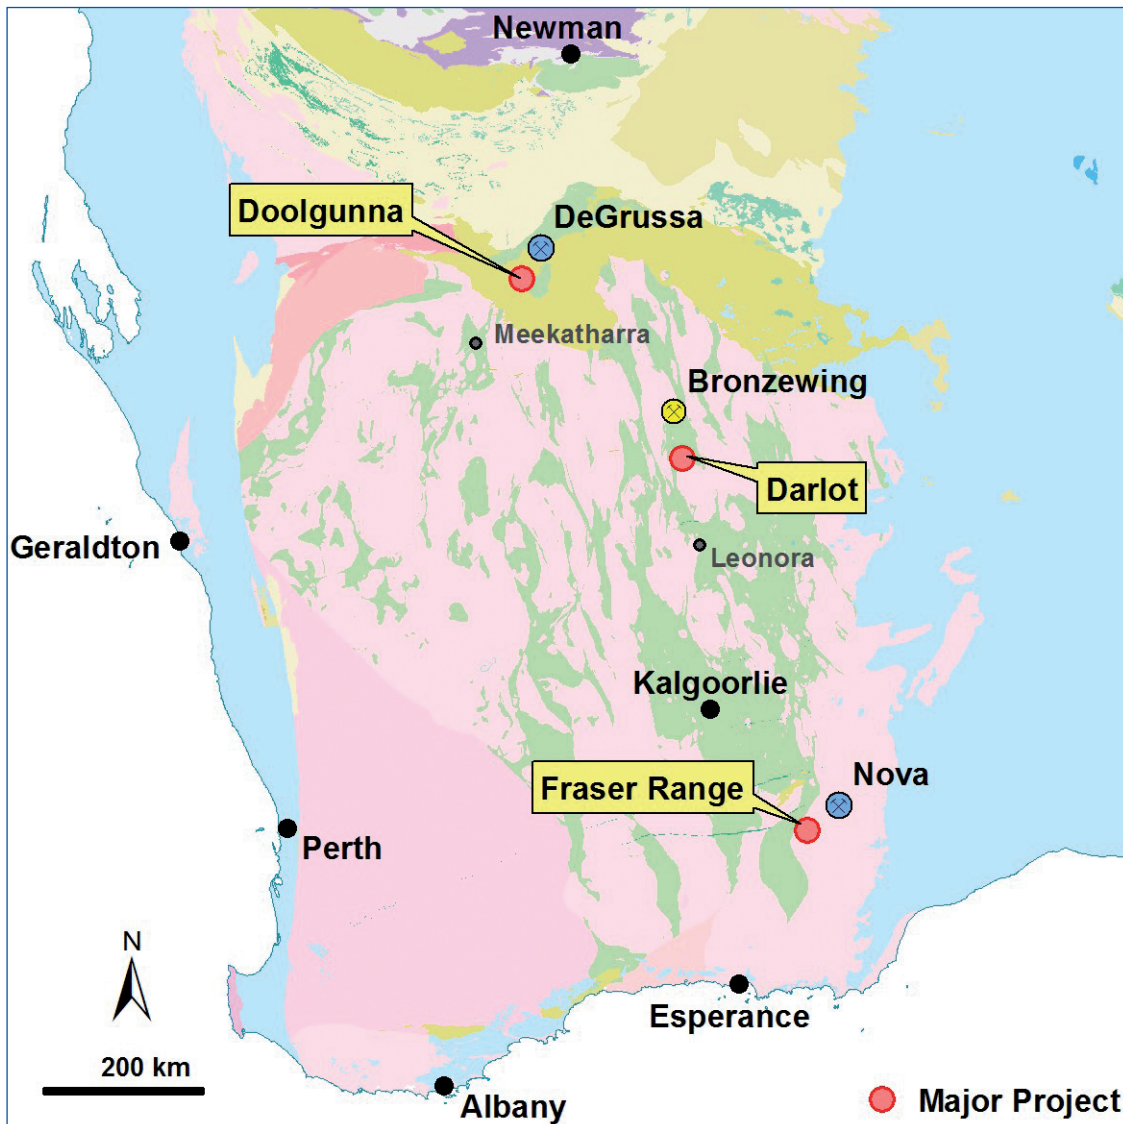 Newman
Doolgunna
DeGrussa
Meekatharra
Bronzewing
Darlot
Geraldton
Leonora
Kalgoorlie
Nova
Fraser Range
Perth
N
Esperance
200 km
Albany
Major Project